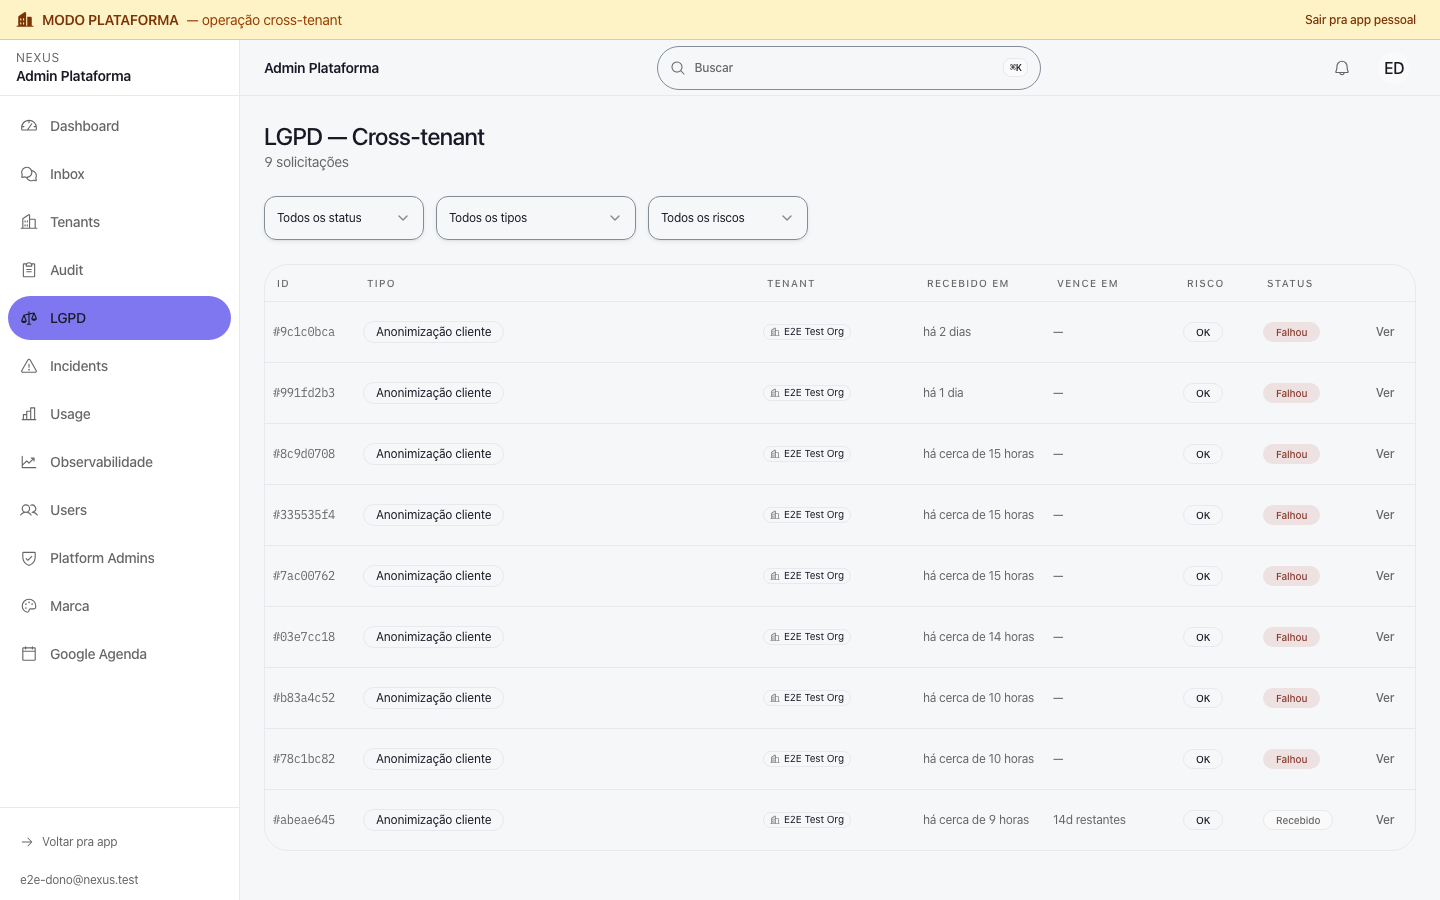 MODO PLATAFORMA — operação cross-tenant
Sair pra app pessoal
NEXUS
Admin Plataforma
Admin Plataforma
Buscar
⌘K
ED
Dashboard
Inbox
Tenants
Audit
LGPD
Incidents
Usage
Observabilidade
Users
Platform Admins
Marca
Google Agenda
Voltar pra app
e2e-dono@nexus.test
LGPD — Cross-tenant
9 solicitações
Todos os status
Todos os tipos
Todos os riscos
ID TIPO TENANT RECEBIDO EM VENCE EM RISCO STATUS
#9c1c0bca Anonimização cliente E2E Test Org há 2 dias — OK Falhou Ver
#991fd2b3 Anonimização cliente E2E Test Org há 1 dia — OK Falhou Ver
#8c9d0708 Anonimização cliente E2E Test Org há cerca de 15 horas — OK Falhou Ver
#335535f4 Anonimização cliente E2E Test Org há cerca de 15 horas — OK Falhou Ver
#7ac00762 Anonimização cliente E2E Test Org há cerca de 15 horas — OK Falhou Ver
#03e7cc18 Anonimização cliente E2E Test Org há cerca de 14 horas — OK Falhou Ver
#b83a4c52 Anonimização cliente E2E Test Org há cerca de 10 horas — OK Falhou Ver
#78c1bc82 Anonimização cliente E2E Test Org há cerca de 10 horas — OK Falhou Ver
#abeae645 Anonimização cliente E2E Test Org há cerca de 9 horas 14d restantes OK Recebido Ver